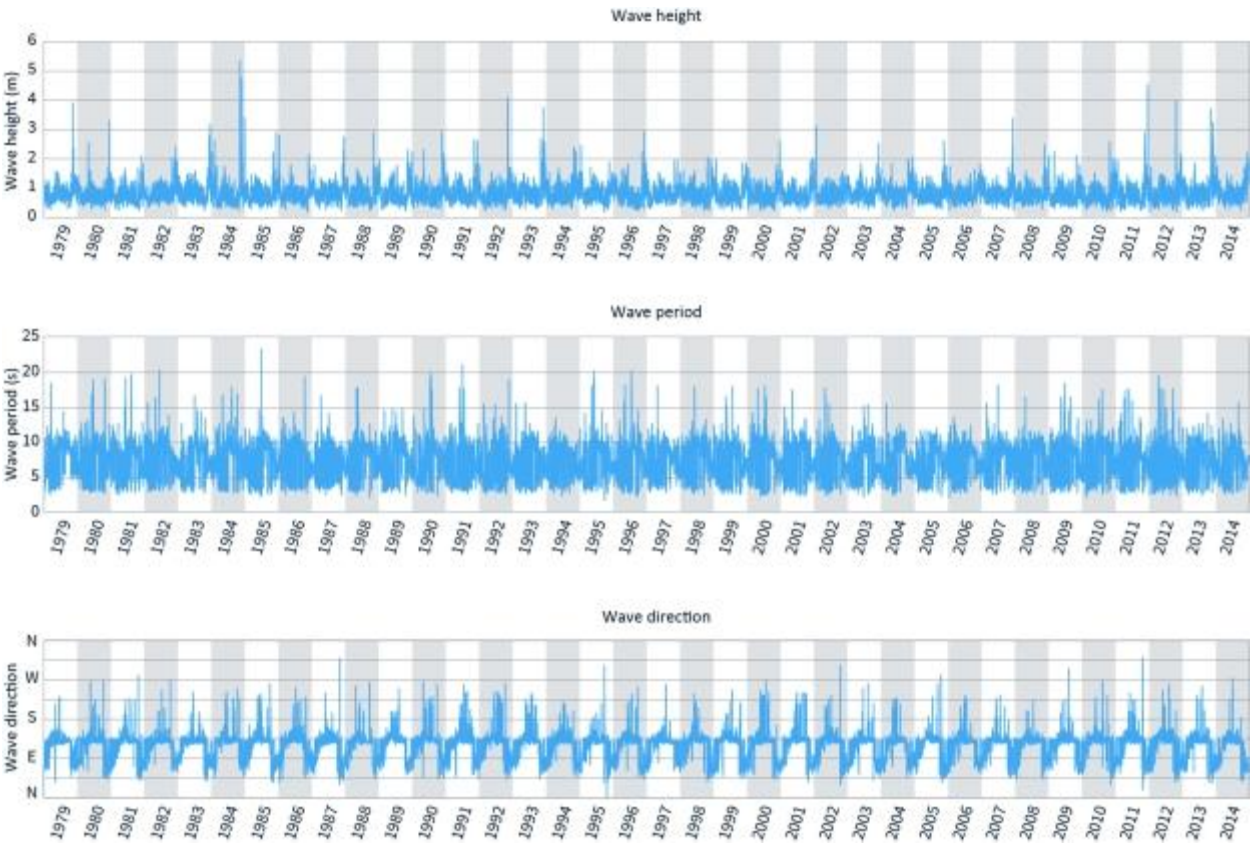 Wave height
Wave height (m)
6
5
4
3
2
1
0
1979 1980 1981 1982 1983 1984 1985 1986 1987 1988 1989 1990 1991 1992 1993 1994 1995 1996 1997 1998 1999 2000 2001 2002 2003 2004 2005 2006 2007 2008 2009 2010 2011 2012 2013 2014
Wave period
Wave period (s)
25
20
15
10
5
0
1979 1980 1981 1982 1983 1984 1985 1986 1987 1988 1989 1990 1991 1992 1993 1994 1995 1996 1997 1998 1999 2000 2001 2002 2003 2004 2005 2006 2007 2008 2009 2010 2011 2012 2013 2014
Wave direction
Wave direction
N
W
S
E
N
1979 1980 1981 1982 1983 1984 1985 1986 1987 1988 1989 1990 1991 1992 1993 1994 1995 1996 1997 1998 1999 2000 2001 2002 2003 2004 2005 2006 2007 2008 2009 2010 2011 2012 2013 2014